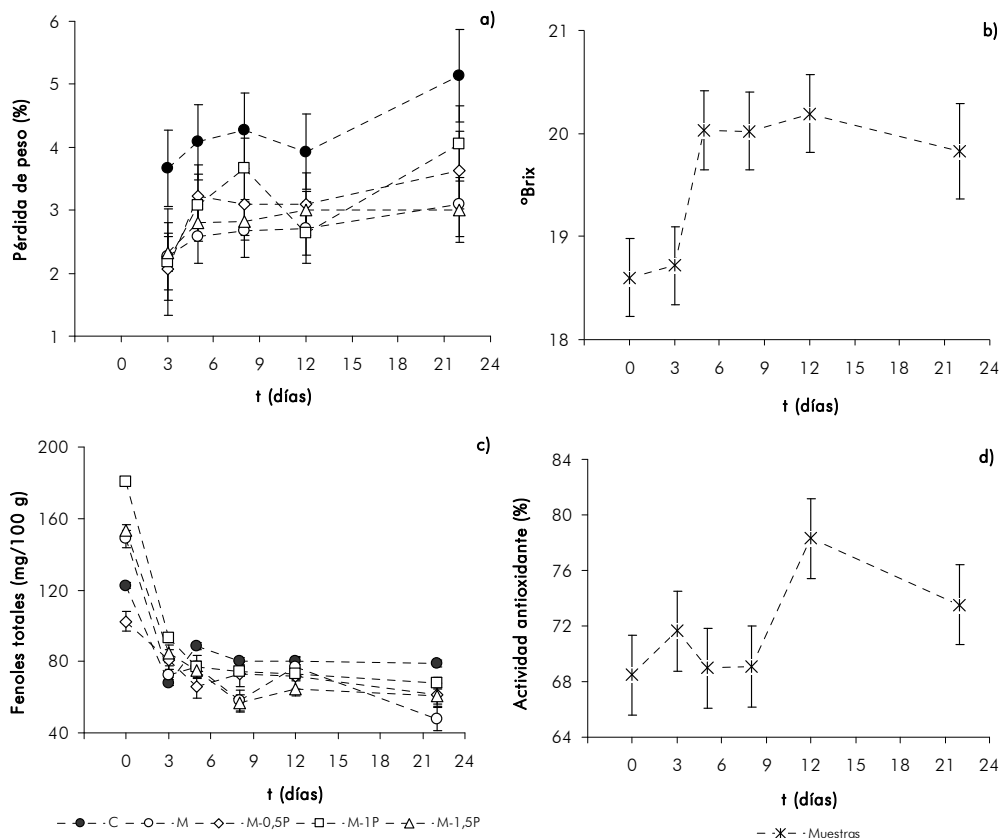 a)
Pérdida de peso (%)
6
5
4
3
2
1
0 3 6 9 12 15 18 21 24
t (días)
b)
ºBrix
21
20
19
18
0 3 6 9 12 15 18 21 24
t (días)
c)
Fenoles totales (mg/100 g)
200
160
120
80
40
0 3 6 9 12 15 18 21 24
t (días)
C M M-0,5P M-1P M-1,5P
d)
Actividad antioxidante (%)
84
80
76
72
68
64
0 3 6 9 12 15 18 21 24
t (días)
Muestras